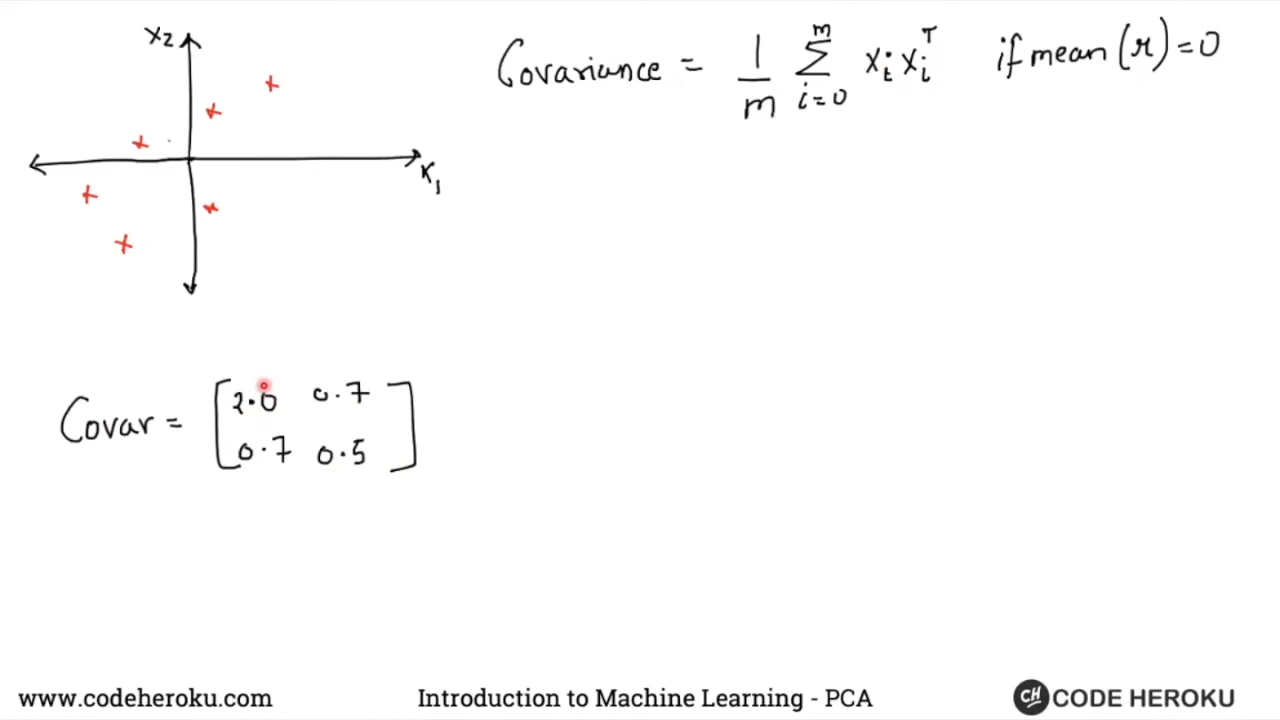 X2
X1
Covariance = 1/m ∑ i=0 m xi xi^T if mean(x)=0
Covar = [2.0 0.7
0.7 0.5]
www.codeheroku.com Introduction to Machine Learning - PCA CH CODE HEROKU